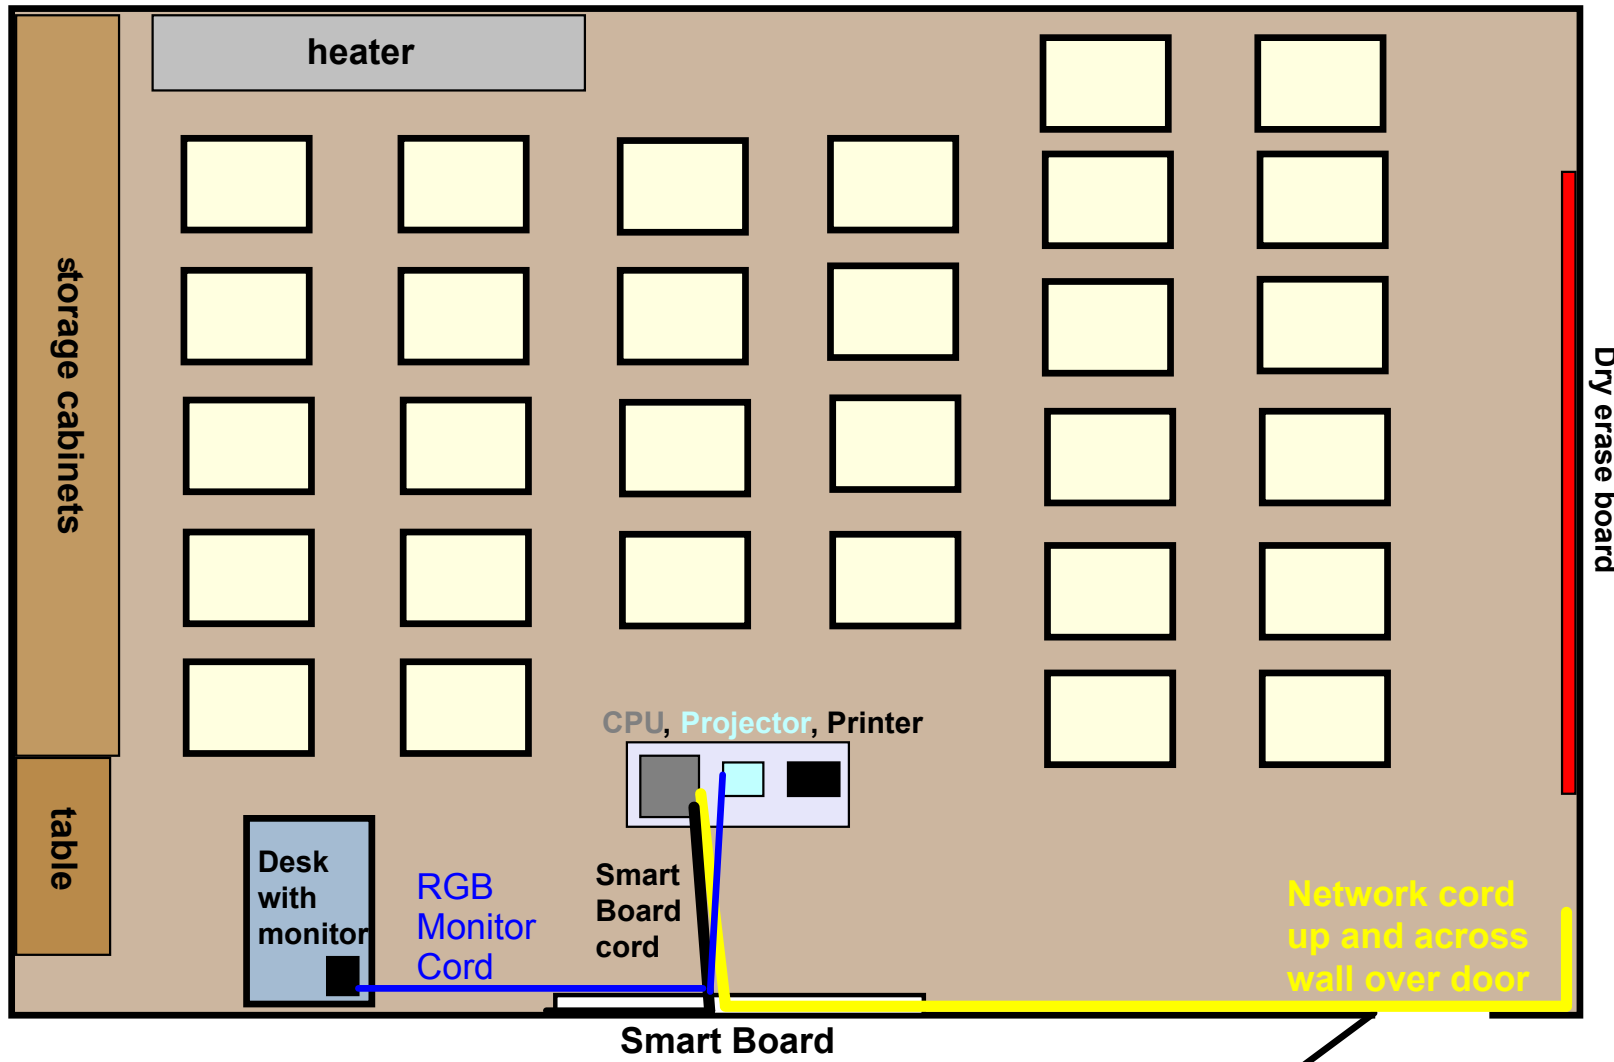 heater
storage cabinets
Dry erase board
CPU, Projector, Printer
table
Desk
with
monitor
RGB
Monitor
Cord
Smart
Board
cord
Network cord
up and across
wall over door
Smart Board